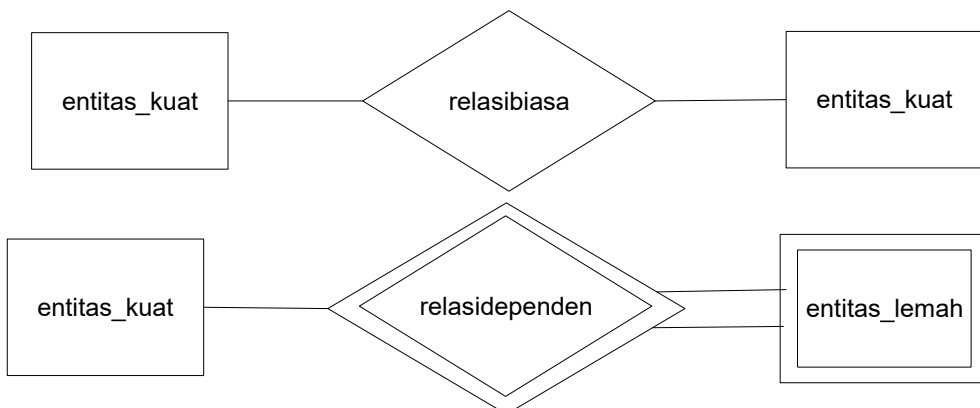 entitas_kuat
relasibiasa
entitas_kuat
entitas_kuat
relasidependen
entitas_lemah